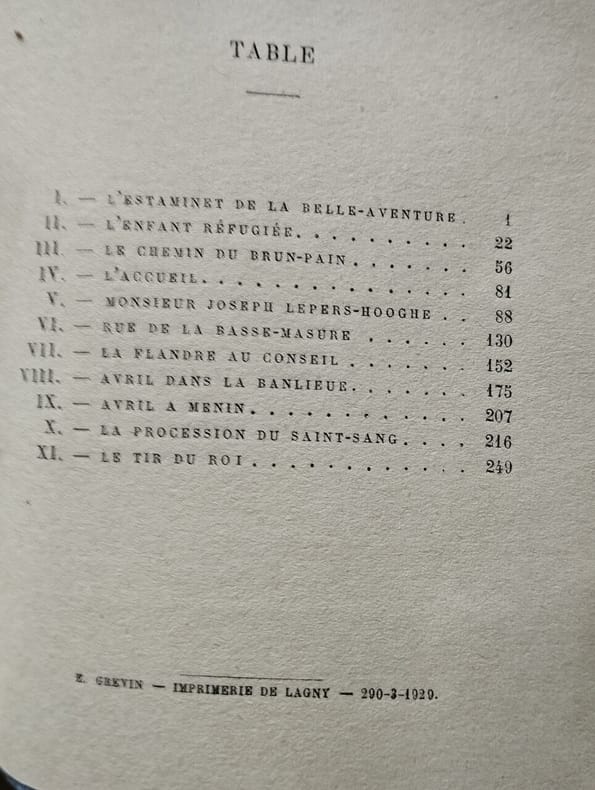 TABLE
I. — L'ESTAMINET DE LA BELLE-AVENTURE . 1
II. — L'ENFANT RÉFUGIÉE. . . . . . . . . . 22
III. — LE CHEMIN DU BRUN-PAIN . . . . . . . 56
IV. — L'ACCUEIL. . . . . . . . . . . . . . . 81
V. — MONSIEUR JOSEPH LEPERS-HOOGHE . . 88
VI. — RUE DE LA BASSE-MASURE . . . . . . 130
VII. — LA FLANDRE AU CONSEIL . . . . . . . 152
VIII. — AVRIL DANS LA BANLIEUE. . . . . . . 175
IX. — AVRIL A MENIN. . . . . . . . . . . . 207
X. — LA PROCESSION DU SAINT-SANG. . . . . 216
XI. — LE TIR DU ROI . . . . . . . . . . . . 249
E. GREVIN — IMPRIMERIE DE LAGNY — 290-3-1929.